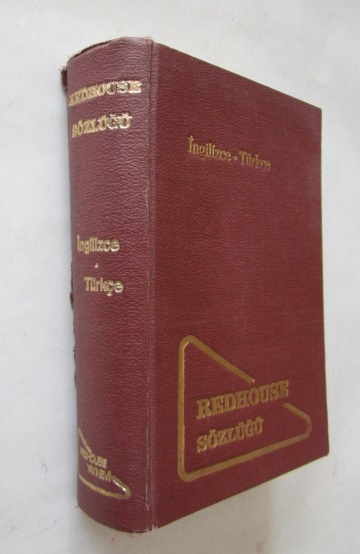 REDHOUSE
SÖZLÜĞÜ
İngilizce
-
Türkçe
İngilizce - Türkçe
REDHOUSE
SÖZLÜĞÜ